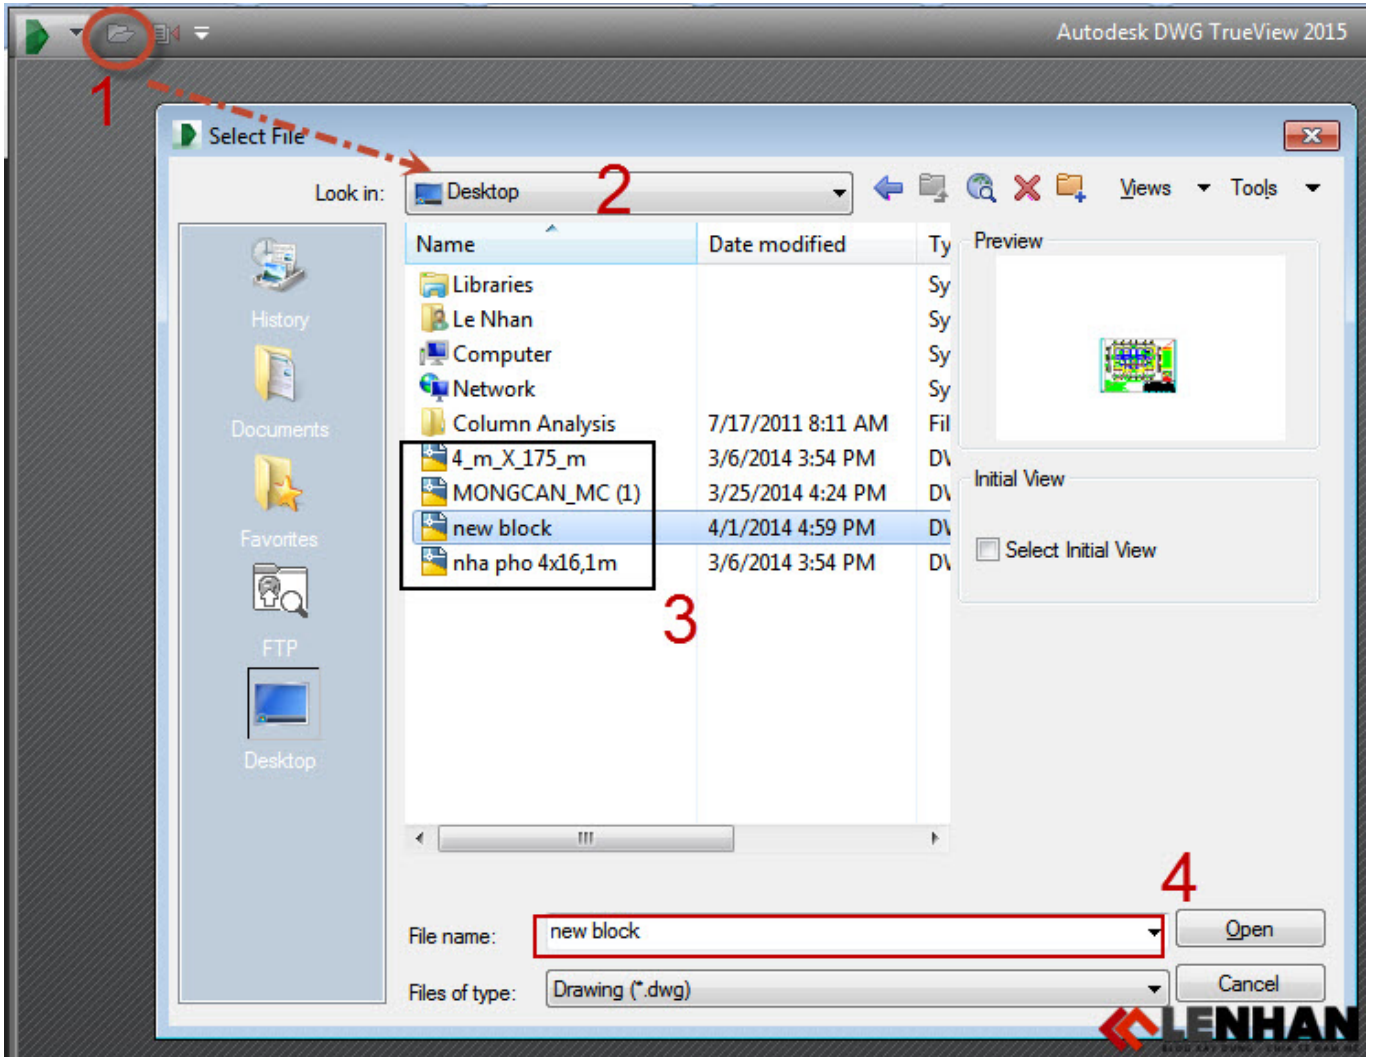 Autodesk DWG TrueView 2015
1
Select File
Look in: Desktop
2
Views Tools
Name Date modified Ty
Preview
Libraries Sy
Le Nhan Sy
Computer Sy
Network Sy
Column Analysis 7/17/2011 8:11 AM Fil
4_m_X_175_m 3/6/2014 3:54 PM DV
MONGCAN_MC (1) 3/25/2014 4:24 PM DV
new block 4/1/2014 4:59 PM DV
nha pho 4x16,1m 3/6/2014 3:54 PM DV
History
Documents
Favorites
FTP
Desktop
Initial View
Select Initial View
3
4
File name: new block Open
Files of type: Drawing (*.dwg) Cancel
LENHAN